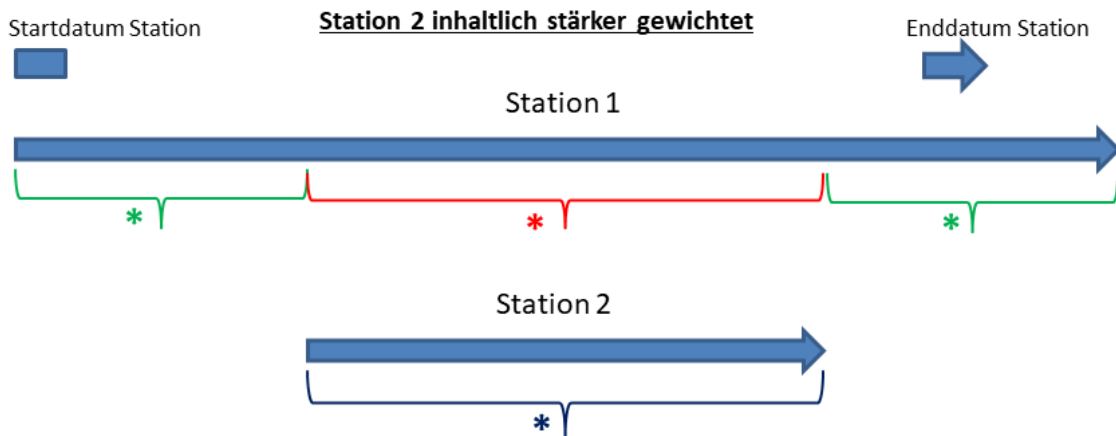 Station 2 inhaltlich stärker gewichtet
Startdatum Station
Enddatum Station
Station 1
*
*
*
Station 2
*